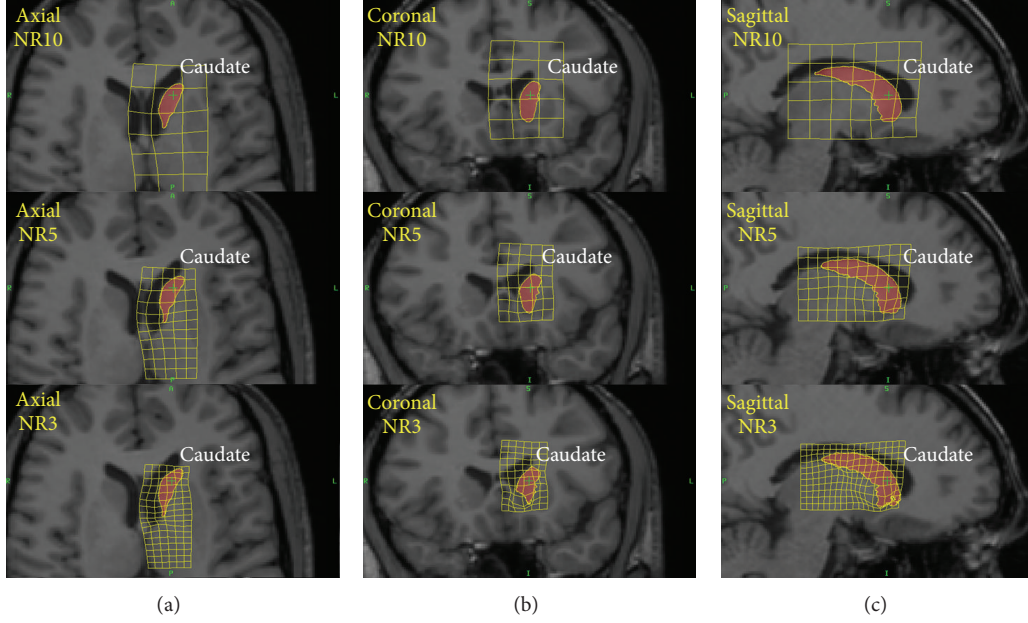 Axial
NR10
Caudate
A
R
L
P
Coronal
NR10
Caudate
R
L
I
Sagittal
NR10
Caudate
Axial
NR5
Caudate
A
R
L
P
Coronal
NR5
Caudate
S
R
L
I
Sagittal
NR5
Caudate
S
Axial
NR3
Caudate
A
R
L
P
Coronal
NR3
Caudate
S
R
L
I
Sagittal
NR3
Caudate
S
I
(a)
(b)
(c)